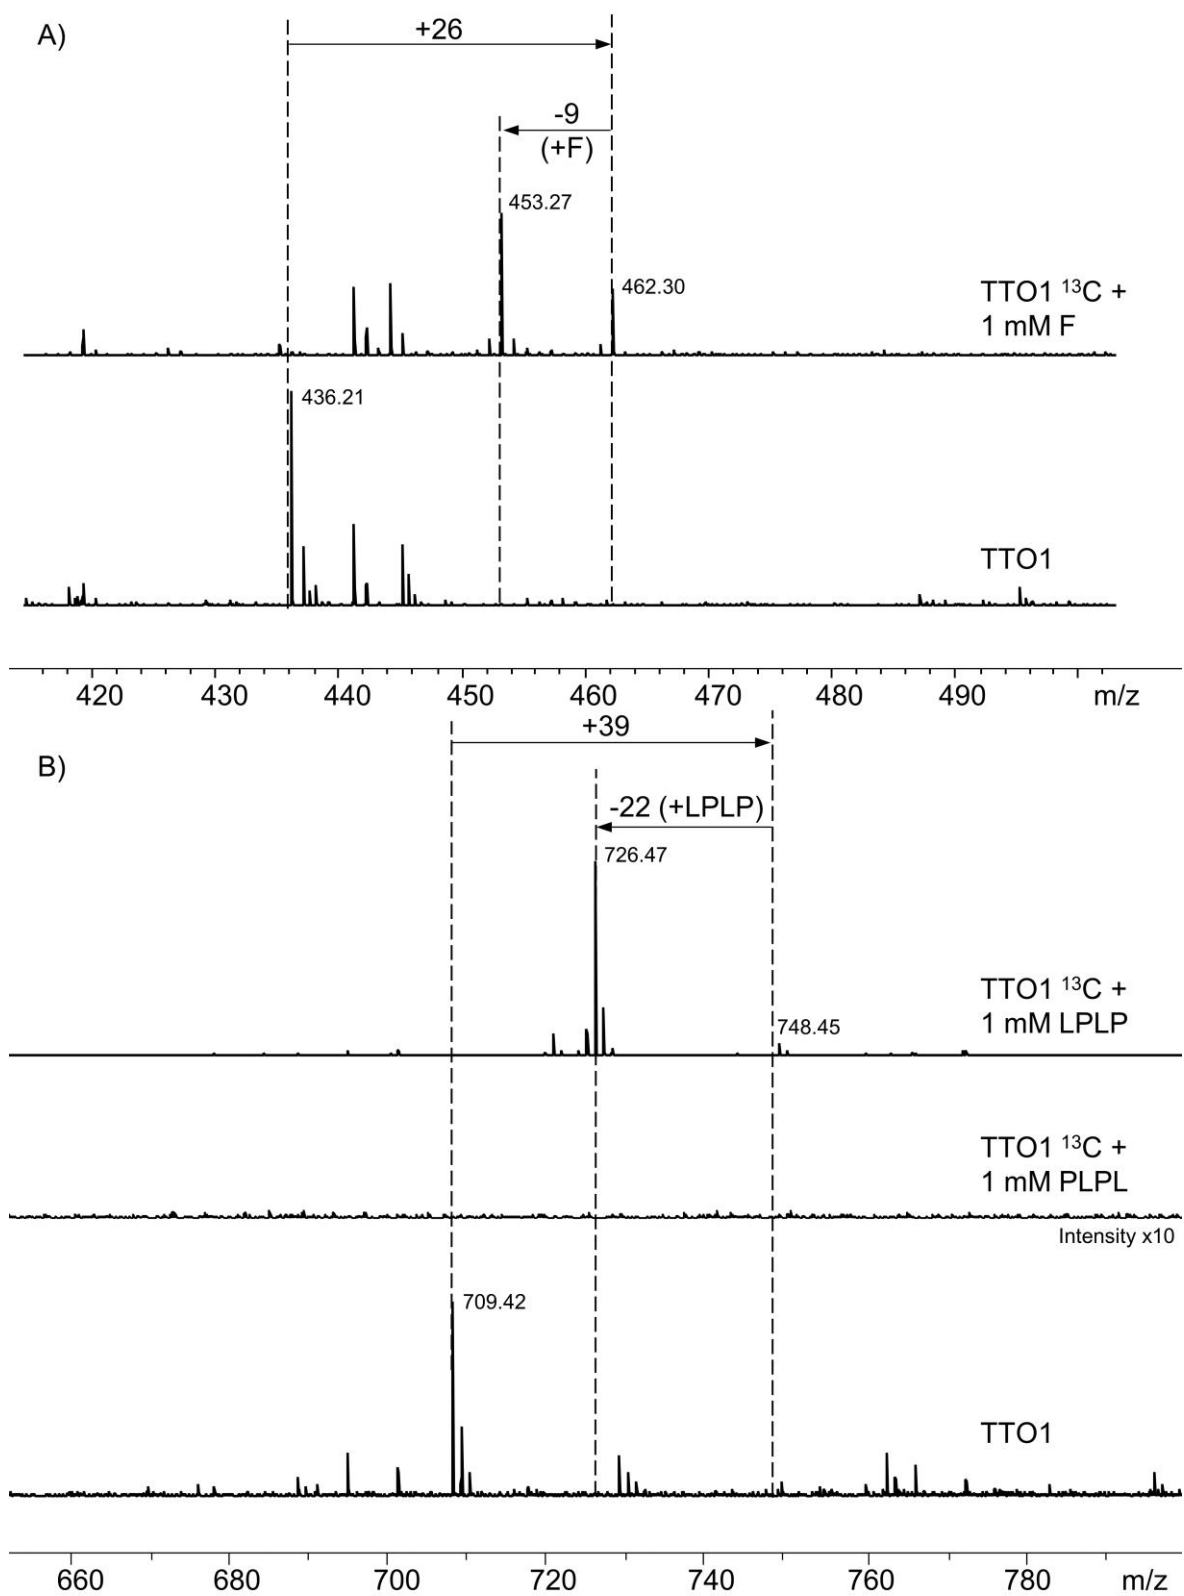 A)
+26
-9
(+F)
453.27
462.30
TTO1 ¹³C +
1 mM F
436.21
TTO1
420 430 440 450 460 470 480 490 m/z
+39
B)
-22 (+LPLP)
726.47
TTO1 ¹³C +
1 mM LPLP
748.45
TTO1 ¹³C +
1 mM PLPL
Intensity x10
709.42
TTO1
660 680 700 720 740 760 780 m/z